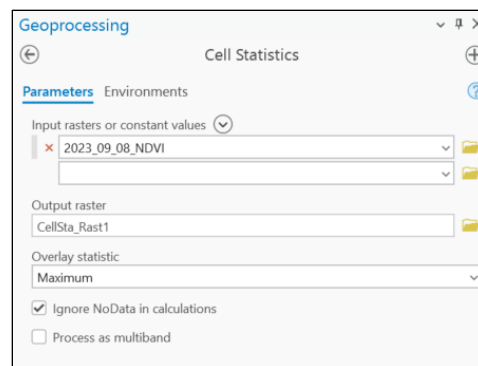 Geoprocessing
Cell Statistics
Parameters Environments
Input rasters or constant values
2023_09_08_NDVI
Output raster
CellSta_Rast1
Overlay statistic
Maximum
Ignore NoData in calculations
Process as multiband